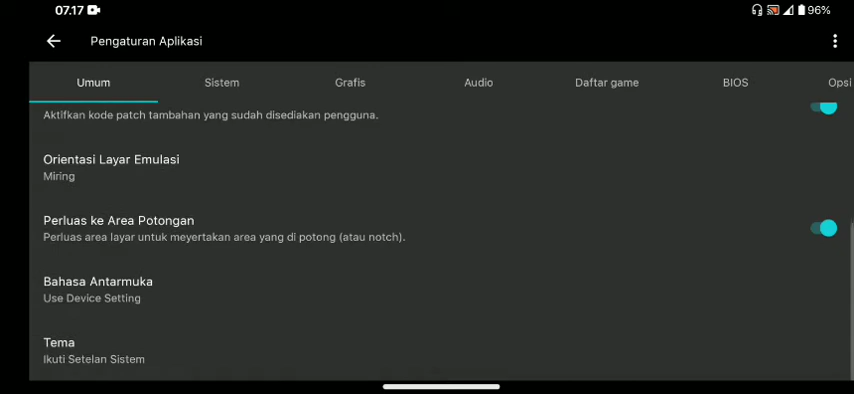 07.17
96%
Pengaturan Aplikasi
Umum
Sistem
Grafis
Audio
Daftar game
BIOS
Opsi
Aktifkan kode patch tambahan yang sudah disediakan pengguna.
Orientasi Layar Emulasi
Miring
Perluas ke Area Potongan
Perluas area layar untuk meyertakan area yang di potong (atau notch).
Bahasa Antarmuka
Use Device Setting
Tema
Ikuti Setelan Sistem